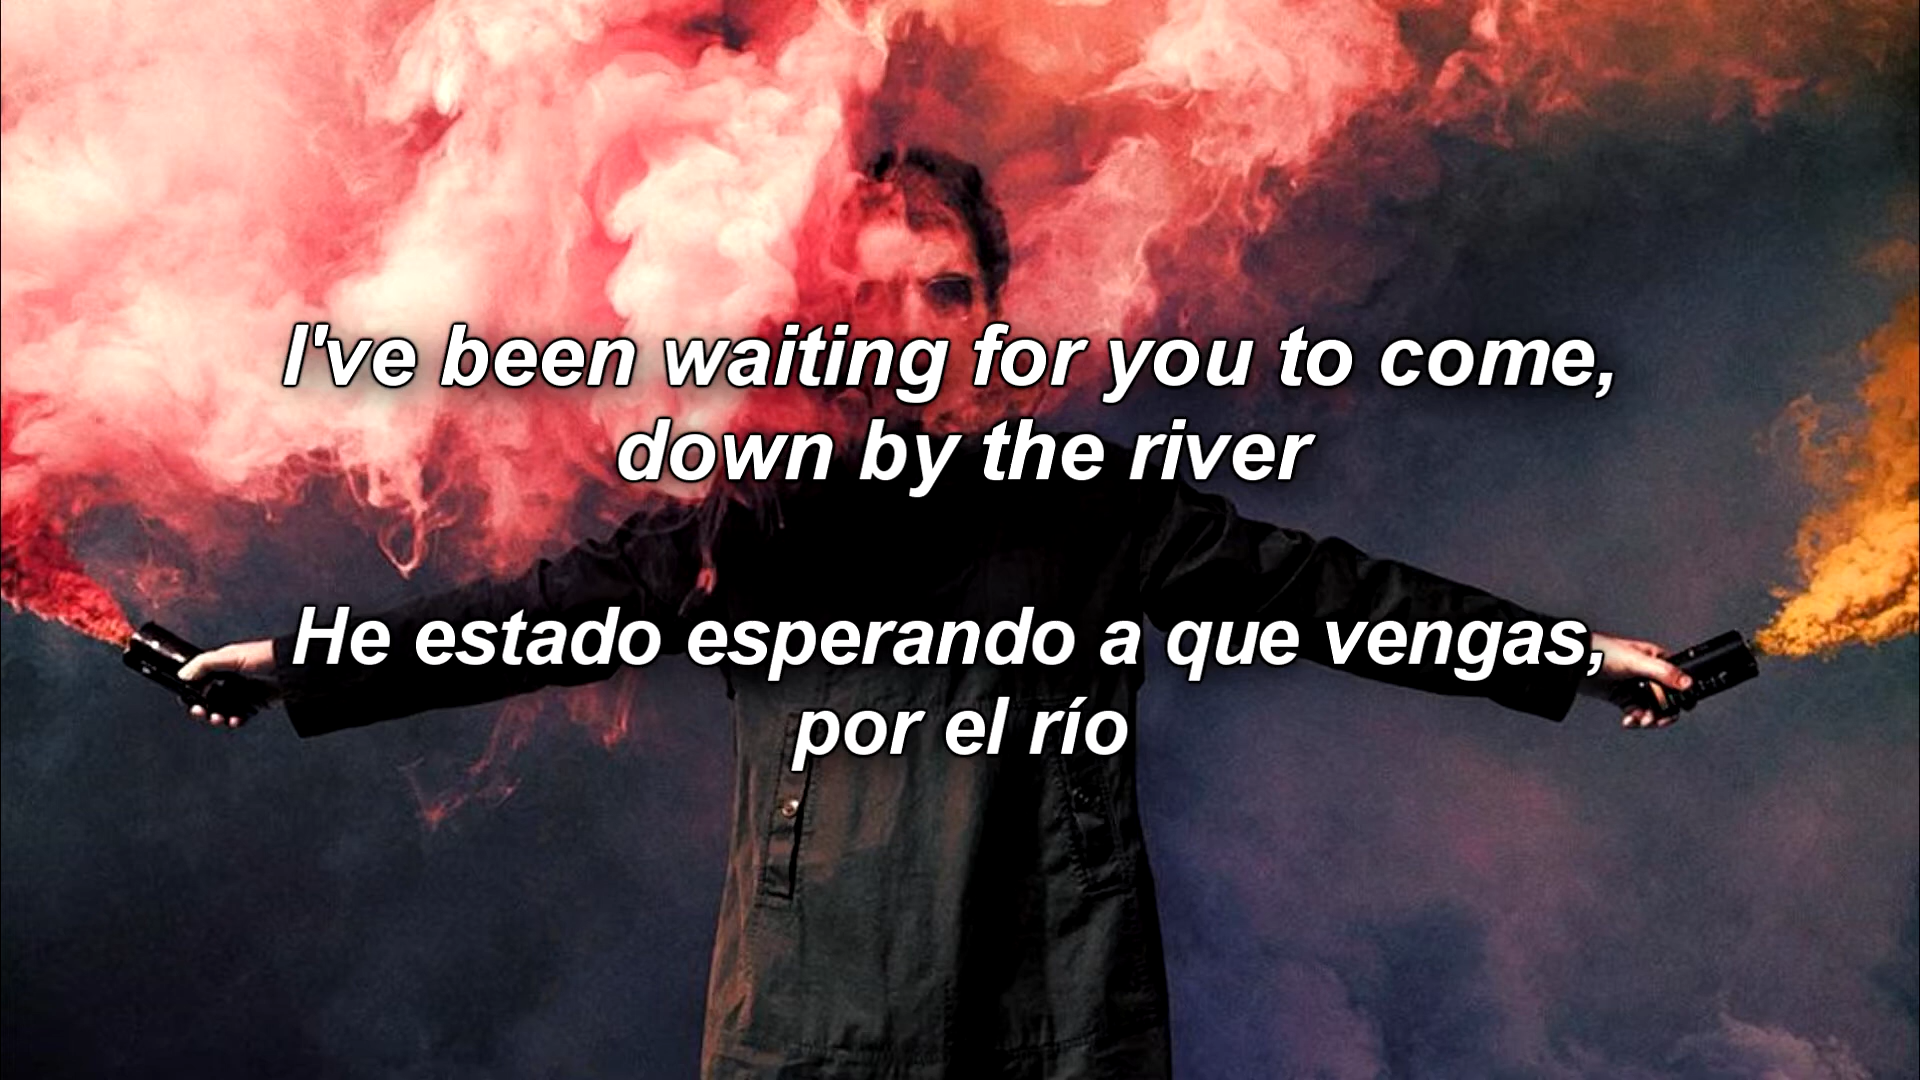 I've been waiting for you to come,
down by the river
He estado esperando a que vengas,
por el río